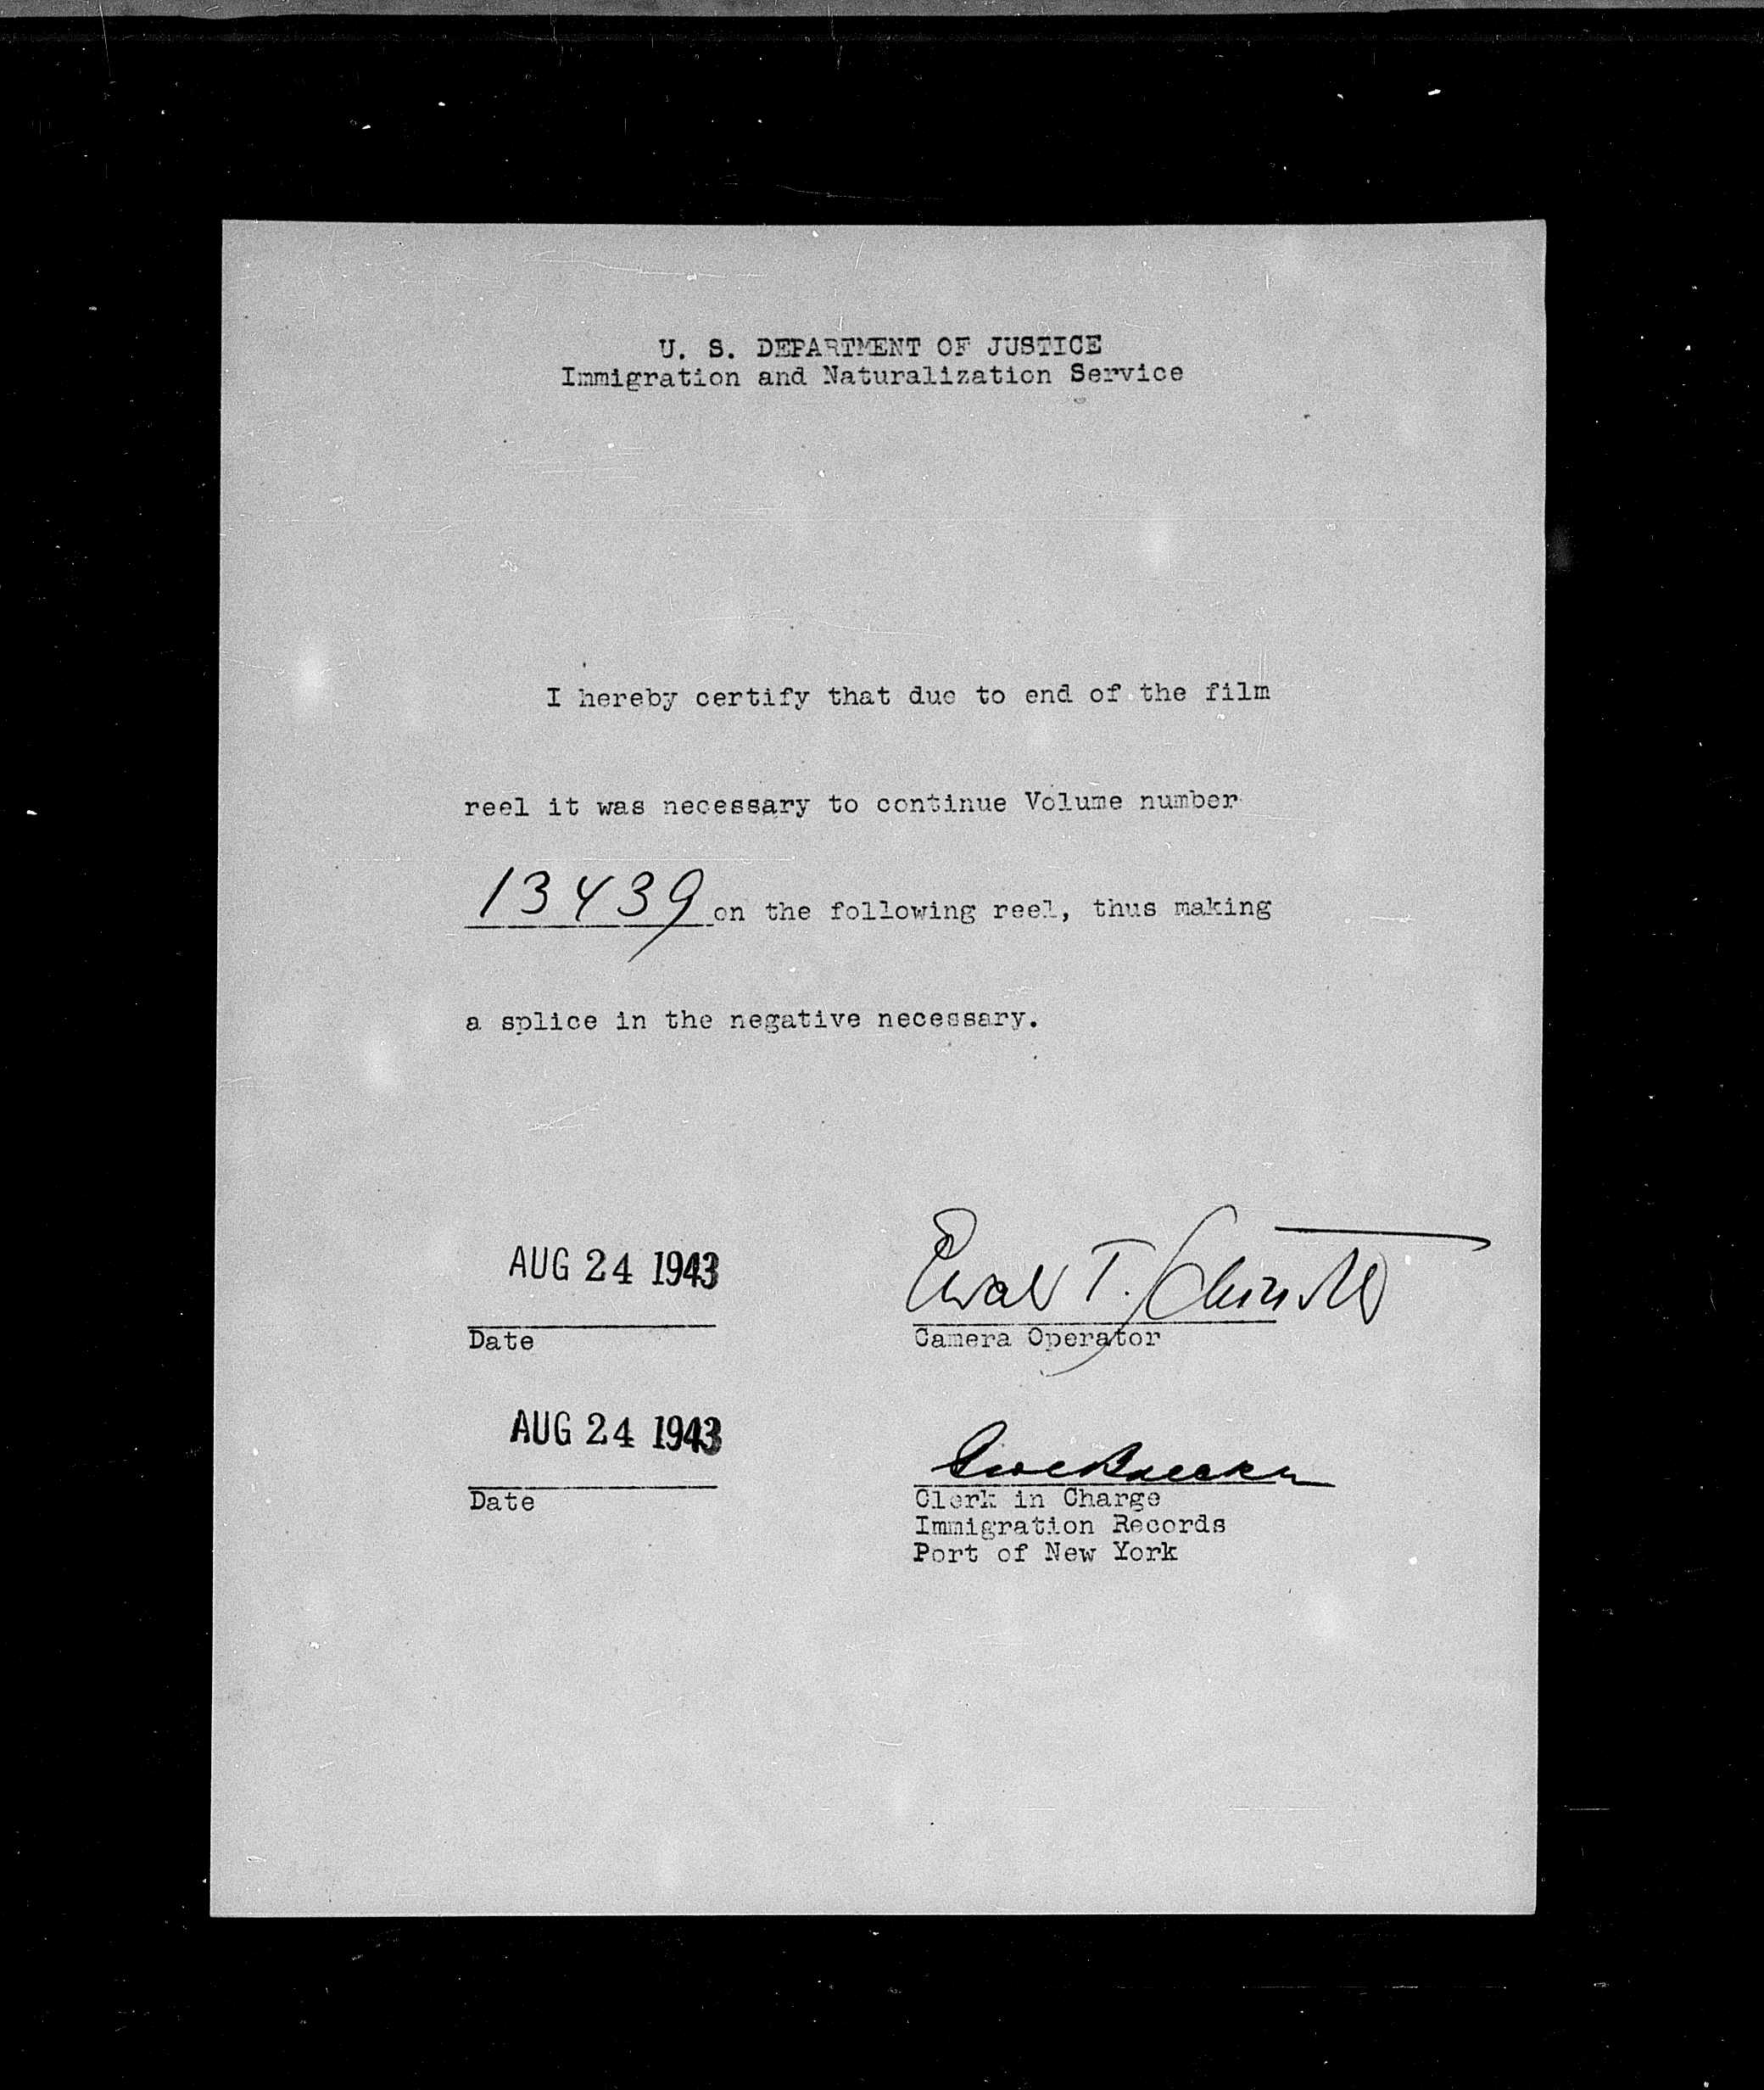 U. S. DEPARTMENT OF JUSTICE
Immigration and Naturalization Service
I hereby certify that due to end of the film
reel it was necessary to continue Volume number
13439 on the following reel, thus making
a splice in the negative necessary.
AUG 24 1943
Date
T.
Camera Operator
AUG 24 1943
Date
Clerk in Charge
Immigration Records
Port of New York